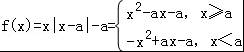 f(x)=x|x-a|-a={
x²-ax-a, x⩾a
-x²+ax-a, x<a